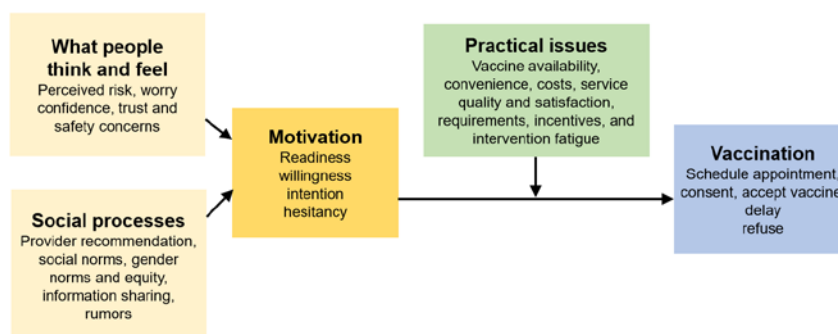 What people
think and feel
Perceived risk, worry
confidence, trust and
safety concerns
Social processes
Provider recommendation,
social norms, gender
norms and equity,
information sharing,
rumors
Motivation
Readiness
willingness
intention
hesitancy
Practical issues
Vaccine availability,
convenience, costs, service
quality and satisfaction,
requirements, incentives, and
intervention fatigue
Vaccination
Schedule appointment,
consent, accept vaccine
delay
refuse